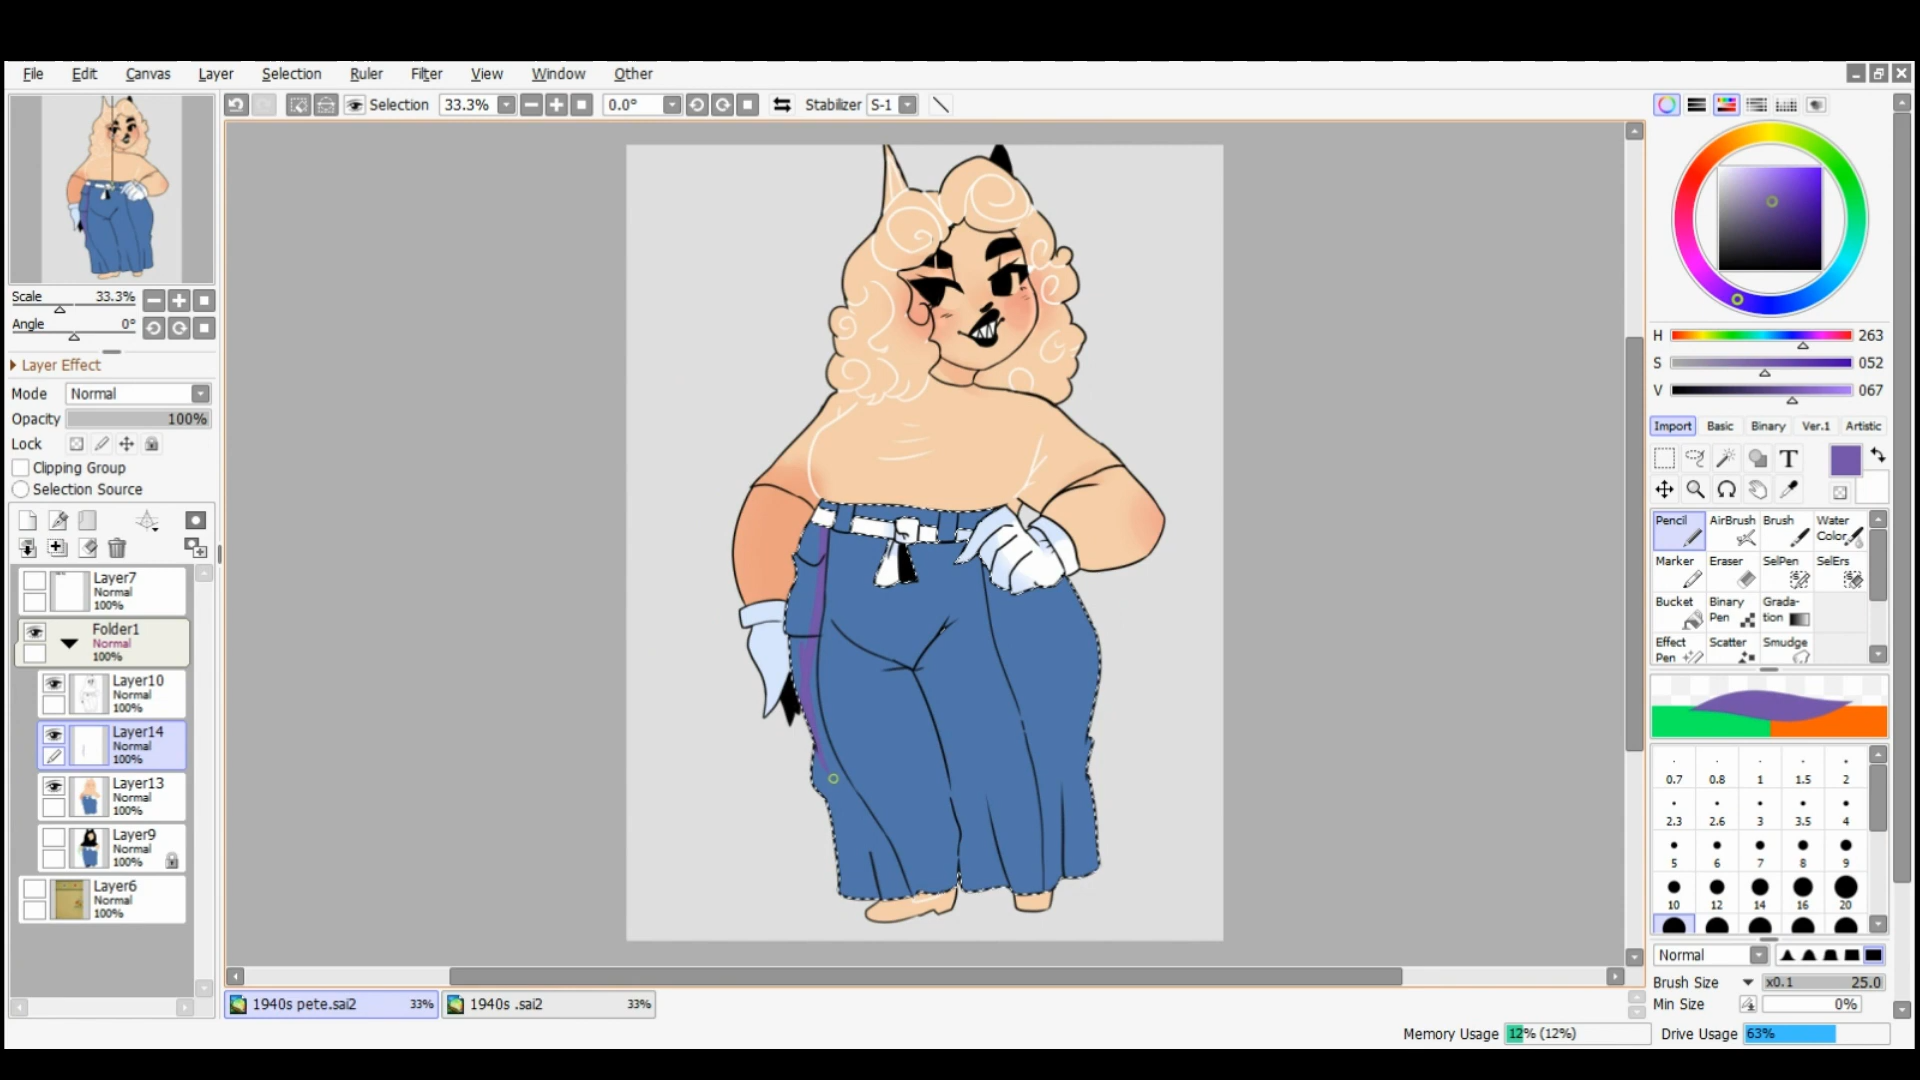 File Edit Canvas Layer Selection Ruler Filter View Window Other
Selection 33.3% 0.0° Stabilizer S-1
Scale 33.3%
Angle 0°
Layer Effect
Mode Normal
Opacity 100%
Lock
Clipping Group
Selection Source
Layer7
Normal
100%
Folder1
Normal
100%
Layer10
Normal
100%
Layer14
Normal
100%
Layer13
Normal
100%
Layer9
Normal
100%
Layer6
Normal
100%
H 263
S 052
V 067
Import Basic Binary Ver.1 Artistic
T
Pencil AirBrush Brush Water Color
Marker Eraser SelPen SelErs
Bucket Binary Pen Grada-tion
Effect Pen Scatter Smudge
0.7 0.8 1 1.5 2
2.3 2.6 3 3.5 4
5 6 7 8 9
10 12 14 16 20
Normal
Brush Size x0.1 25.0
Min Size 0%
1940s pete.sai2 33% 1940s .sai2 33%
Memory Usage 12% (12%) Drive Usage 63%